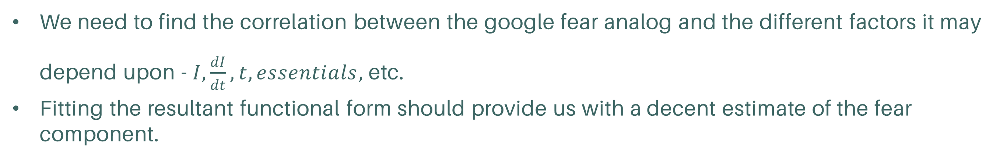 • We need to find the correlation between the google fear analog and the different factors it may
depend upon - I, dI/dt, t, essentials, etc.
• Fitting the resultant functional form should provide us with a decent estimate of the fear
component.